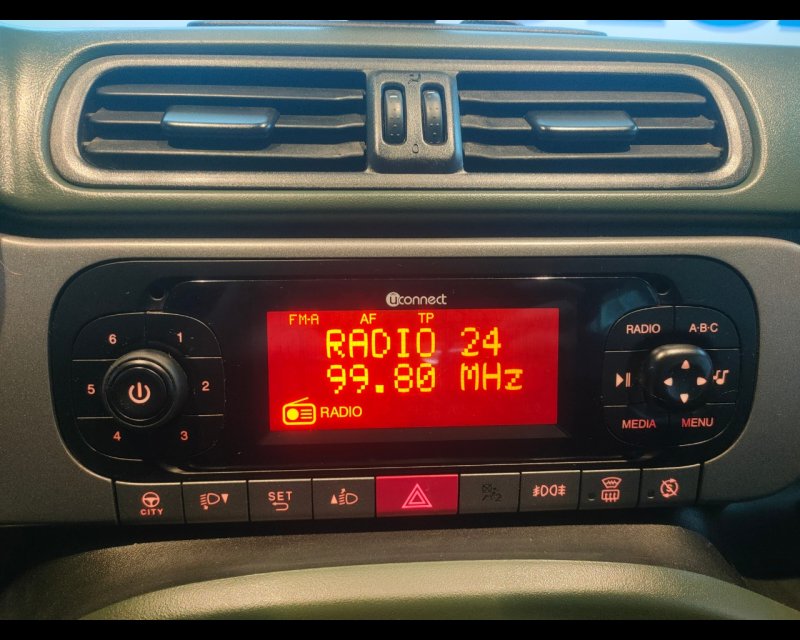 uconnect
FM-A AF TP
RADIO 24
99.80 MHz
RADIO
6 1
5 2
4 3
RADIO A·B·C
MEDIA MENU
CITY
SET